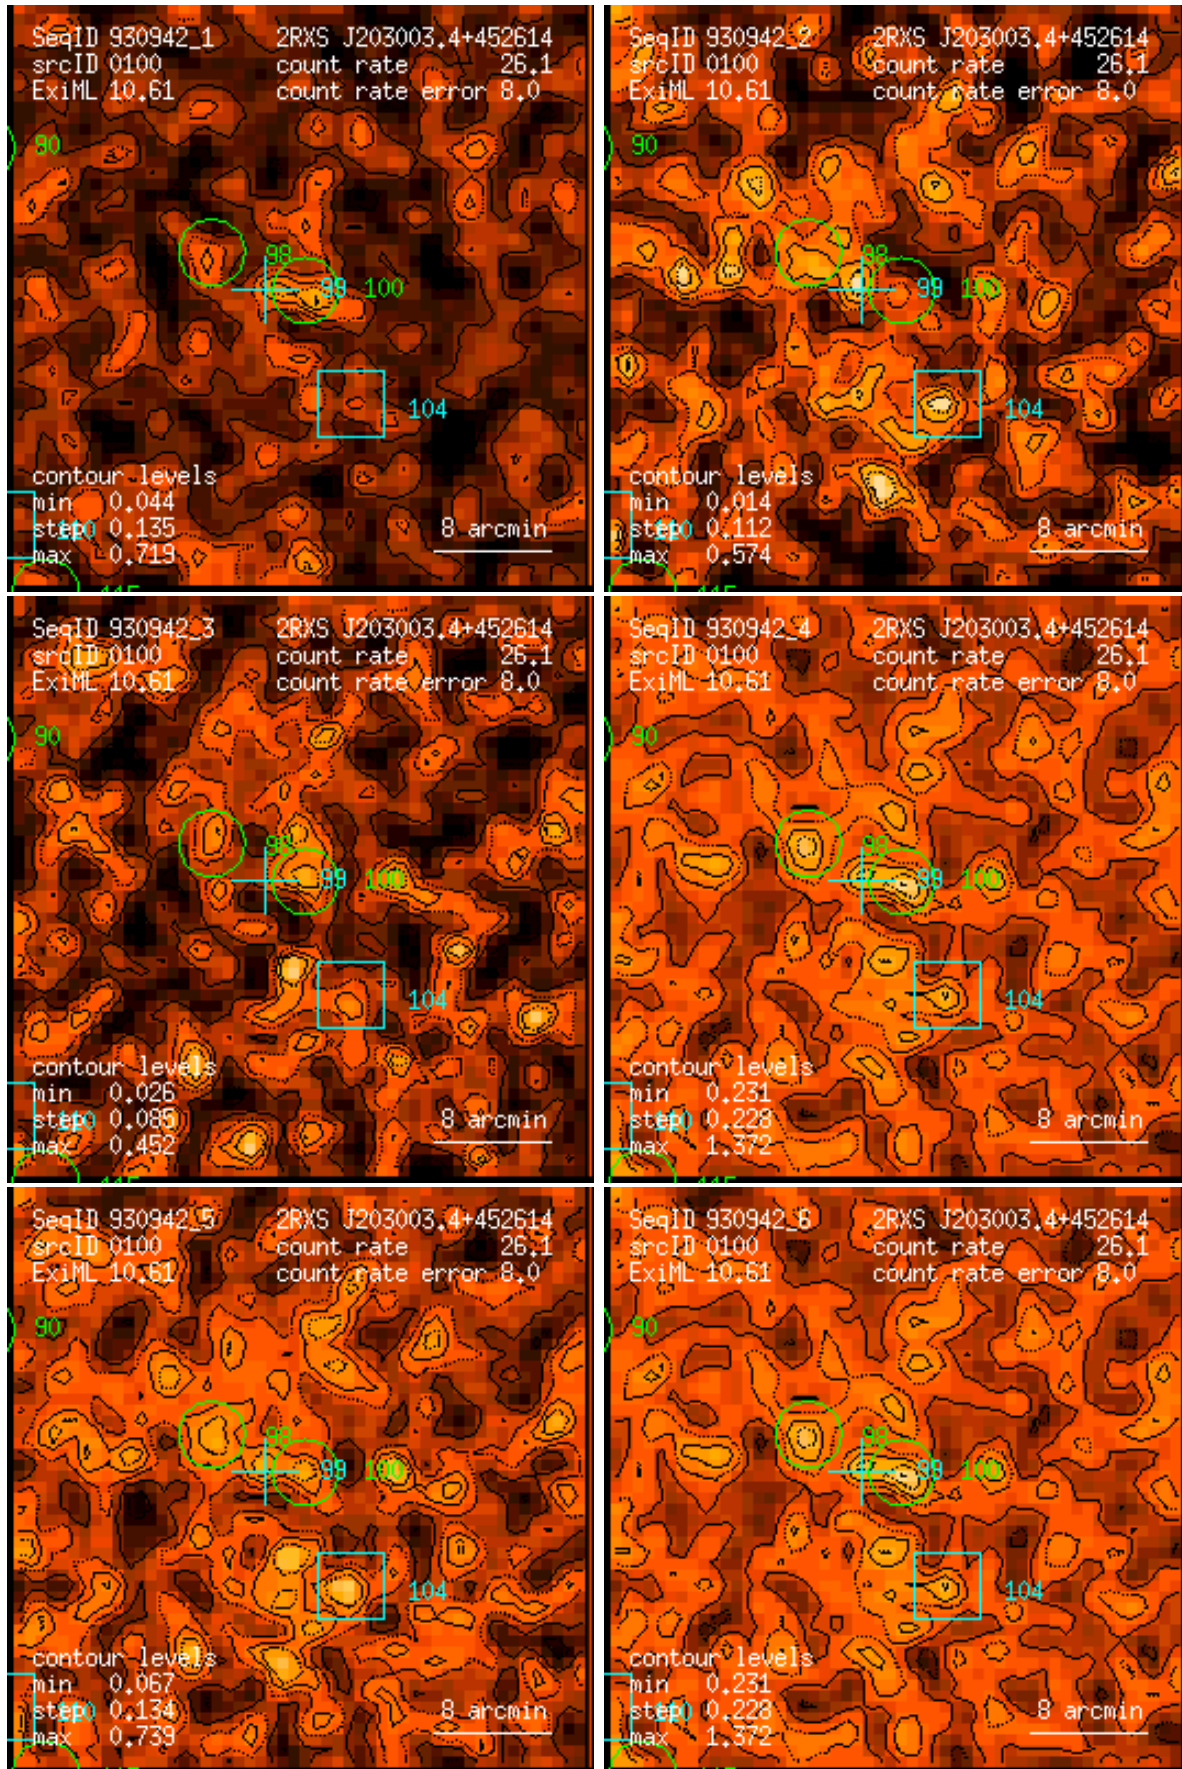 SeqID 930942_1 2RXS J203003.4+452614
srcID 0100 count rate 26.1
ExiML 10.61 count rate error 8.0
90
98
99 100
104
contour levels
min 0.044
step 0.135
max 0.719
8 arcmin
115
SeqID 930942_2 2RXS J203003.4+452614
srcID 0100 count rate 26.1
ExiML 10.61 count rate error 8.0
90
98
99 100
104
contour levels
min 0.014
step 0.112
max 0.574
8 arcmin
115
SeqID 930942_3 2RXS J203003.4+452614
srcID 0100 count rate 26.1
ExiML 10.61 count rate error 8.0
90
98
99 100
104
contour levels
min 0.026
step 0.085
max 0.452
8 arcmin
115
SeqID 930942_4 2RXS J203003.4+452614
srcID 0100 count rate 26.1
ExiML 10.61 count rate error 8.0
90
98
99 100
104
contour levels
min 0.231
step 0.228
max 1.372
8 arcmin
115
SeqID 930942_5 2RXS J203003.4+452614
srcID 0100 count rate 26.1
ExiML 10.61 count rate error 8.0
90
98
99 100
104
contour levels
min 0.067
step 0.134
max 0.739
8 arcmin
115
SeqID 930942_6 2RXS J203003.4+452614
srcID 0100 count rate 26.1
ExiML 10.61 count rate error 8.0
90
98
99 100
104
contour levels
min 0.231
step 0.228
max 1.372
8 arcmin
115